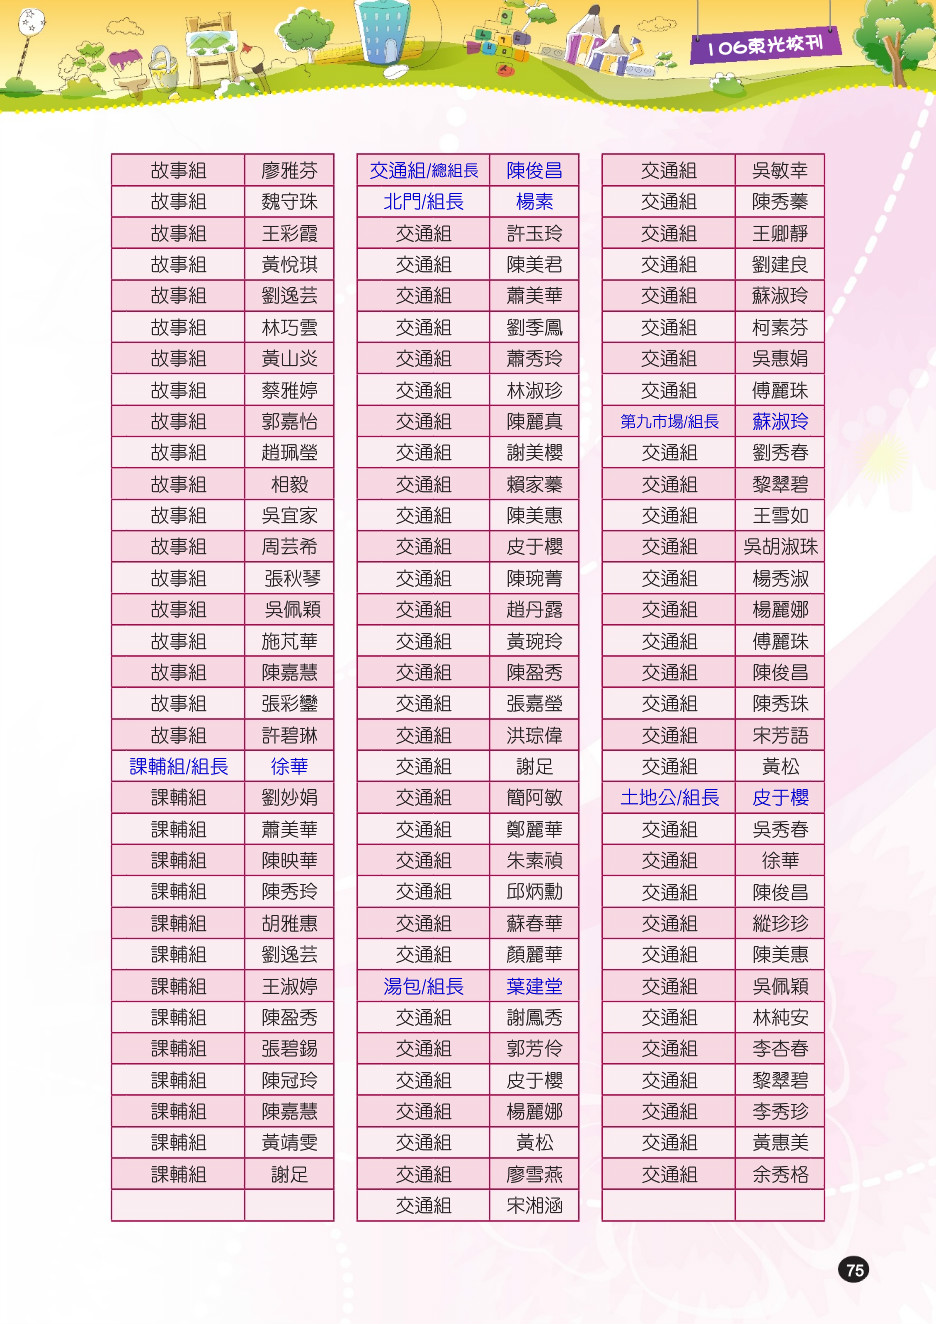 106東光校刊
故事組 廖雅芬
故事組 魏守珠
故事組 王彩霞
故事組 黃悅琪
故事組 劉逸芸
故事組 林巧雲
故事組 黃山炎
故事組 蔡雅婷
故事組 郭嘉怡
故事組 趙珮瑩
故事組 相毅
故事組 吳宜家
故事組 周芸希
故事組 張秋琴
故事組 吳佩穎
故事組 施芃華
故事組 陳嘉慧
故事組 張彩鑾
故事組 許碧琳
課輔組/組長 徐華
課輔組 劉妙娟
課輔組 蕭美華
課輔組 陳映華
課輔組 陳秀玲
課輔組 胡雅惠
課輔組 劉逸芸
課輔組 王淑婷
課輔組 陳盈秀
課輔組 張碧錫
課輔組 陳冠玲
課輔組 陳嘉慧
課輔組 黃靖雯
課輔組 謝足
交通組/總組長 陳俊昌
北門/組長 楊素
交通組 許玉玲
交通組 陳美君
交通組 蕭美華
交通組 劉季鳳
交通組 蕭秀玲
交通組 林淑珍
交通組 陳麗真
交通組 謝美櫻
交通組 賴家蓁
交通組 陳美惠
交通組 皮于櫻
交通組 陳琬菁
交通組 趙丹露
交通組 黃琬玲
交通組 陳盈秀
交通組 張嘉瑩
交通組 洪琮偉
交通組 謝足
交通組 簡阿敏
交通組 鄭麗華
交通組 朱素禎
交通組 邱炳勳
交通組 蘇春華
交通組 顏麗華
湯包/組長 葉建堂
交通組 謝鳳秀
交通組 郭芳伶
交通組 皮于櫻
交通組 楊麗娜
交通組 黃松
交通組 廖雪燕
交通組 宋湘涵
交通組 吳敏幸
交通組 陳秀蓁
交通組 王卿靜
交通組 劉建良
交通組 蘇淑玲
交通組 柯素芬
交通組 吳惠娟
交通組 傅麗珠
第九市場/組長 蘇淑玲
交通組 劉秀春
交通組 黎翠碧
交通組 王雪如
交通組 吳胡淑珠
交通組 楊秀淑
交通組 楊麗娜
交通組 傅麗珠
交通組 陳俊昌
交通組 陳秀珠
交通組 宋芳語
交通組 黃松
土地公/組長 皮于櫻
交通組 吳秀春
交通組 徐華
交通組 陳俊昌
交通組 縱珍珍
交通組 陳美惠
交通組 吳佩穎
交通組 林純安
交通組 李杏春
交通組 黎翠碧
交通組 李秀珍
交通組 黃惠美
交通組 余秀格
75